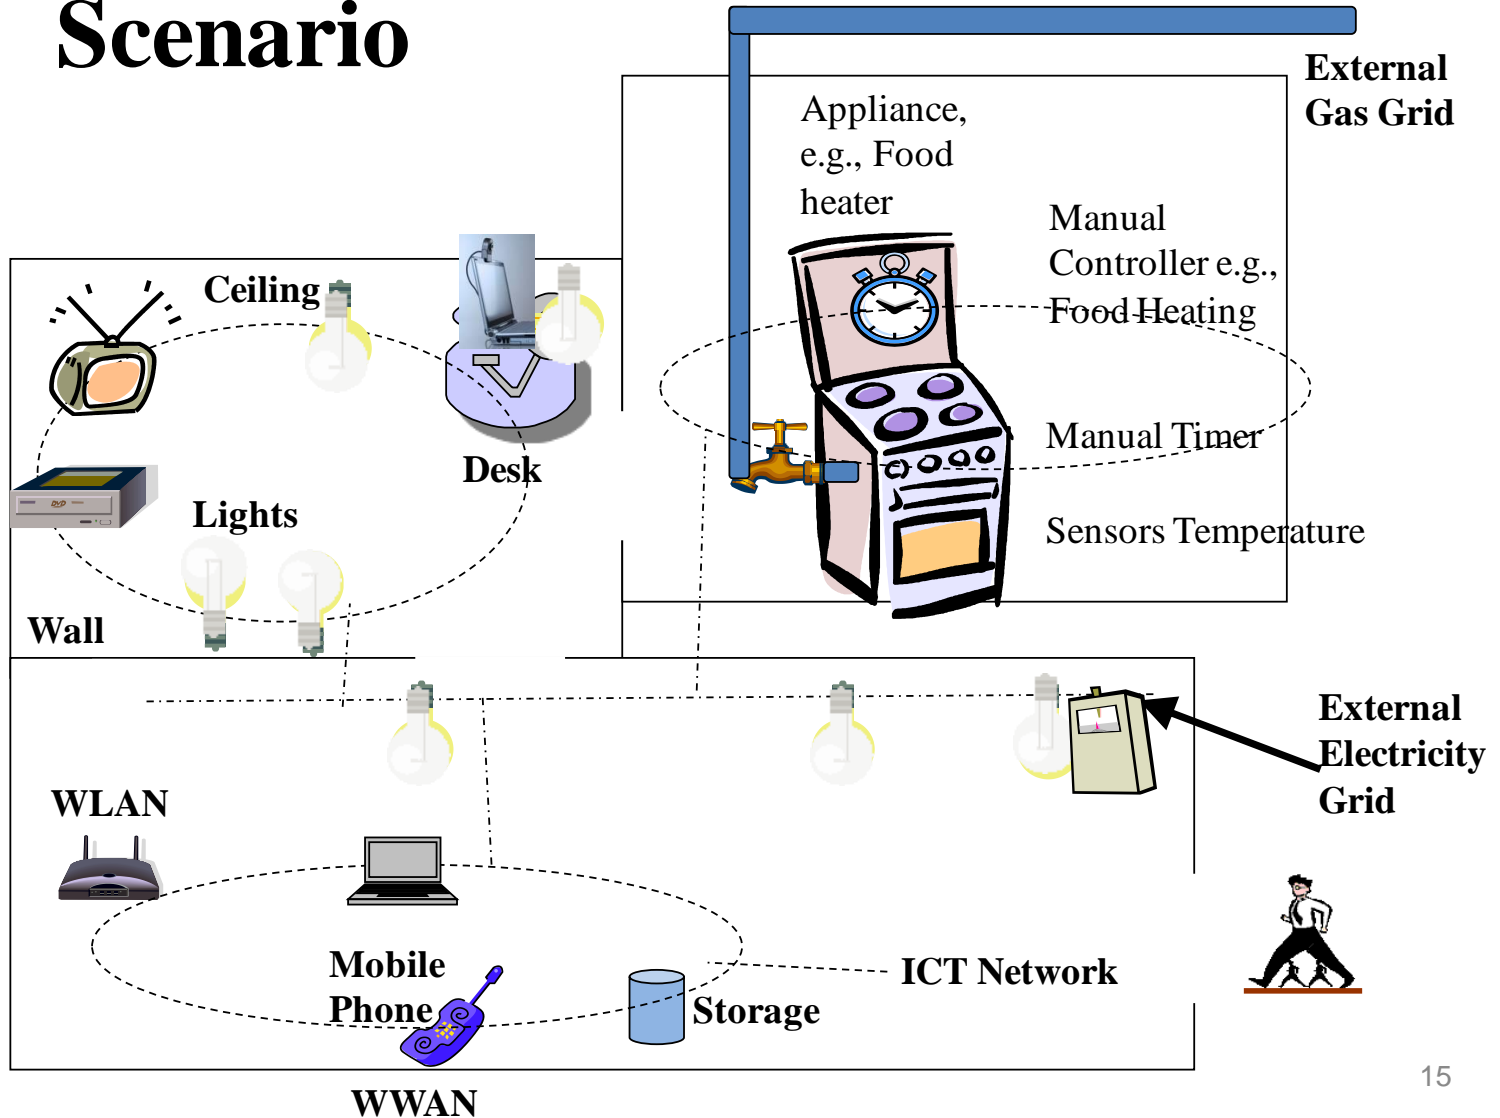 Scenario
External
Gas Grid
Appliance,
e.g., Food
heater
Manual
Controller e.g.,
Food Heating
Manual Timer
Sensors Temperature
Ceiling
Desk
DVD
Lights
Wall
External
Electricity
Grid
WLAN
Mobile
Phone
ICT Network
Storage
WWAN
15